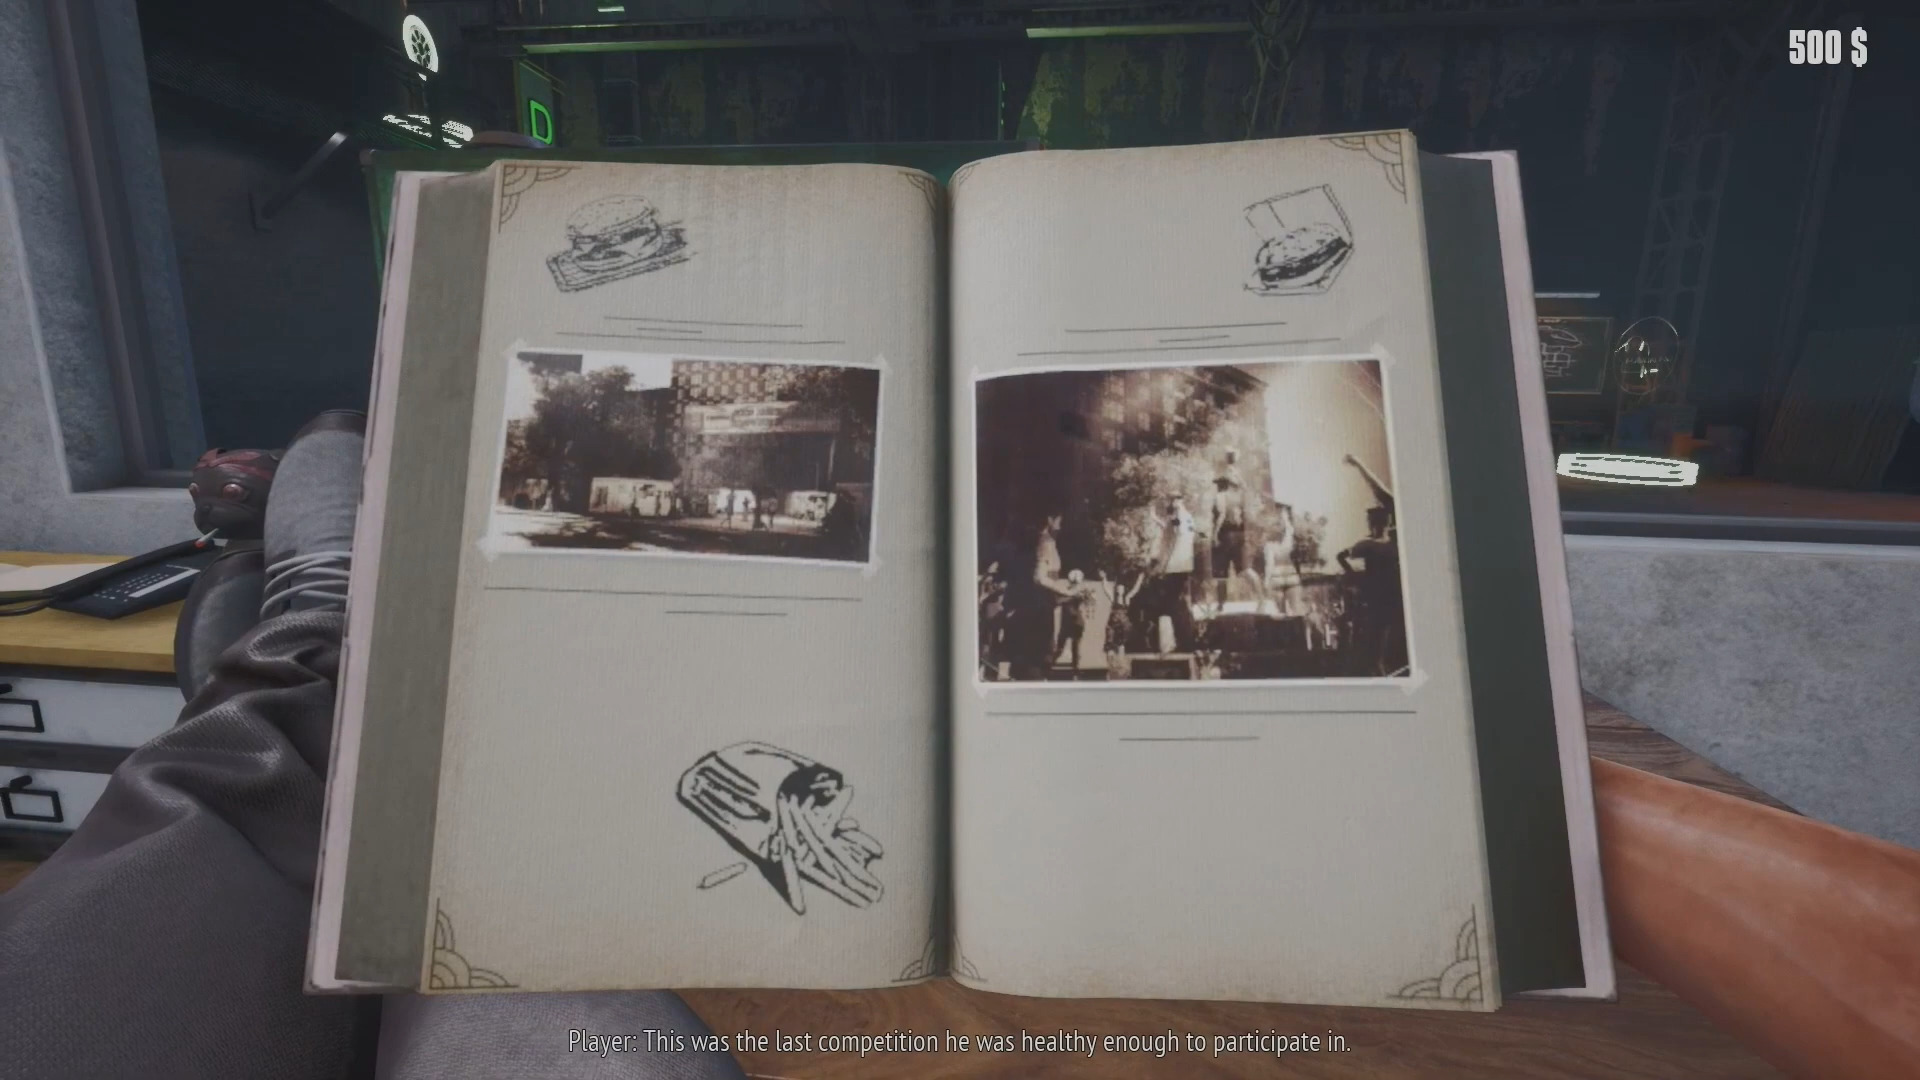 500 $
D
Player: This was the last competition he was healthy enough to participate in.